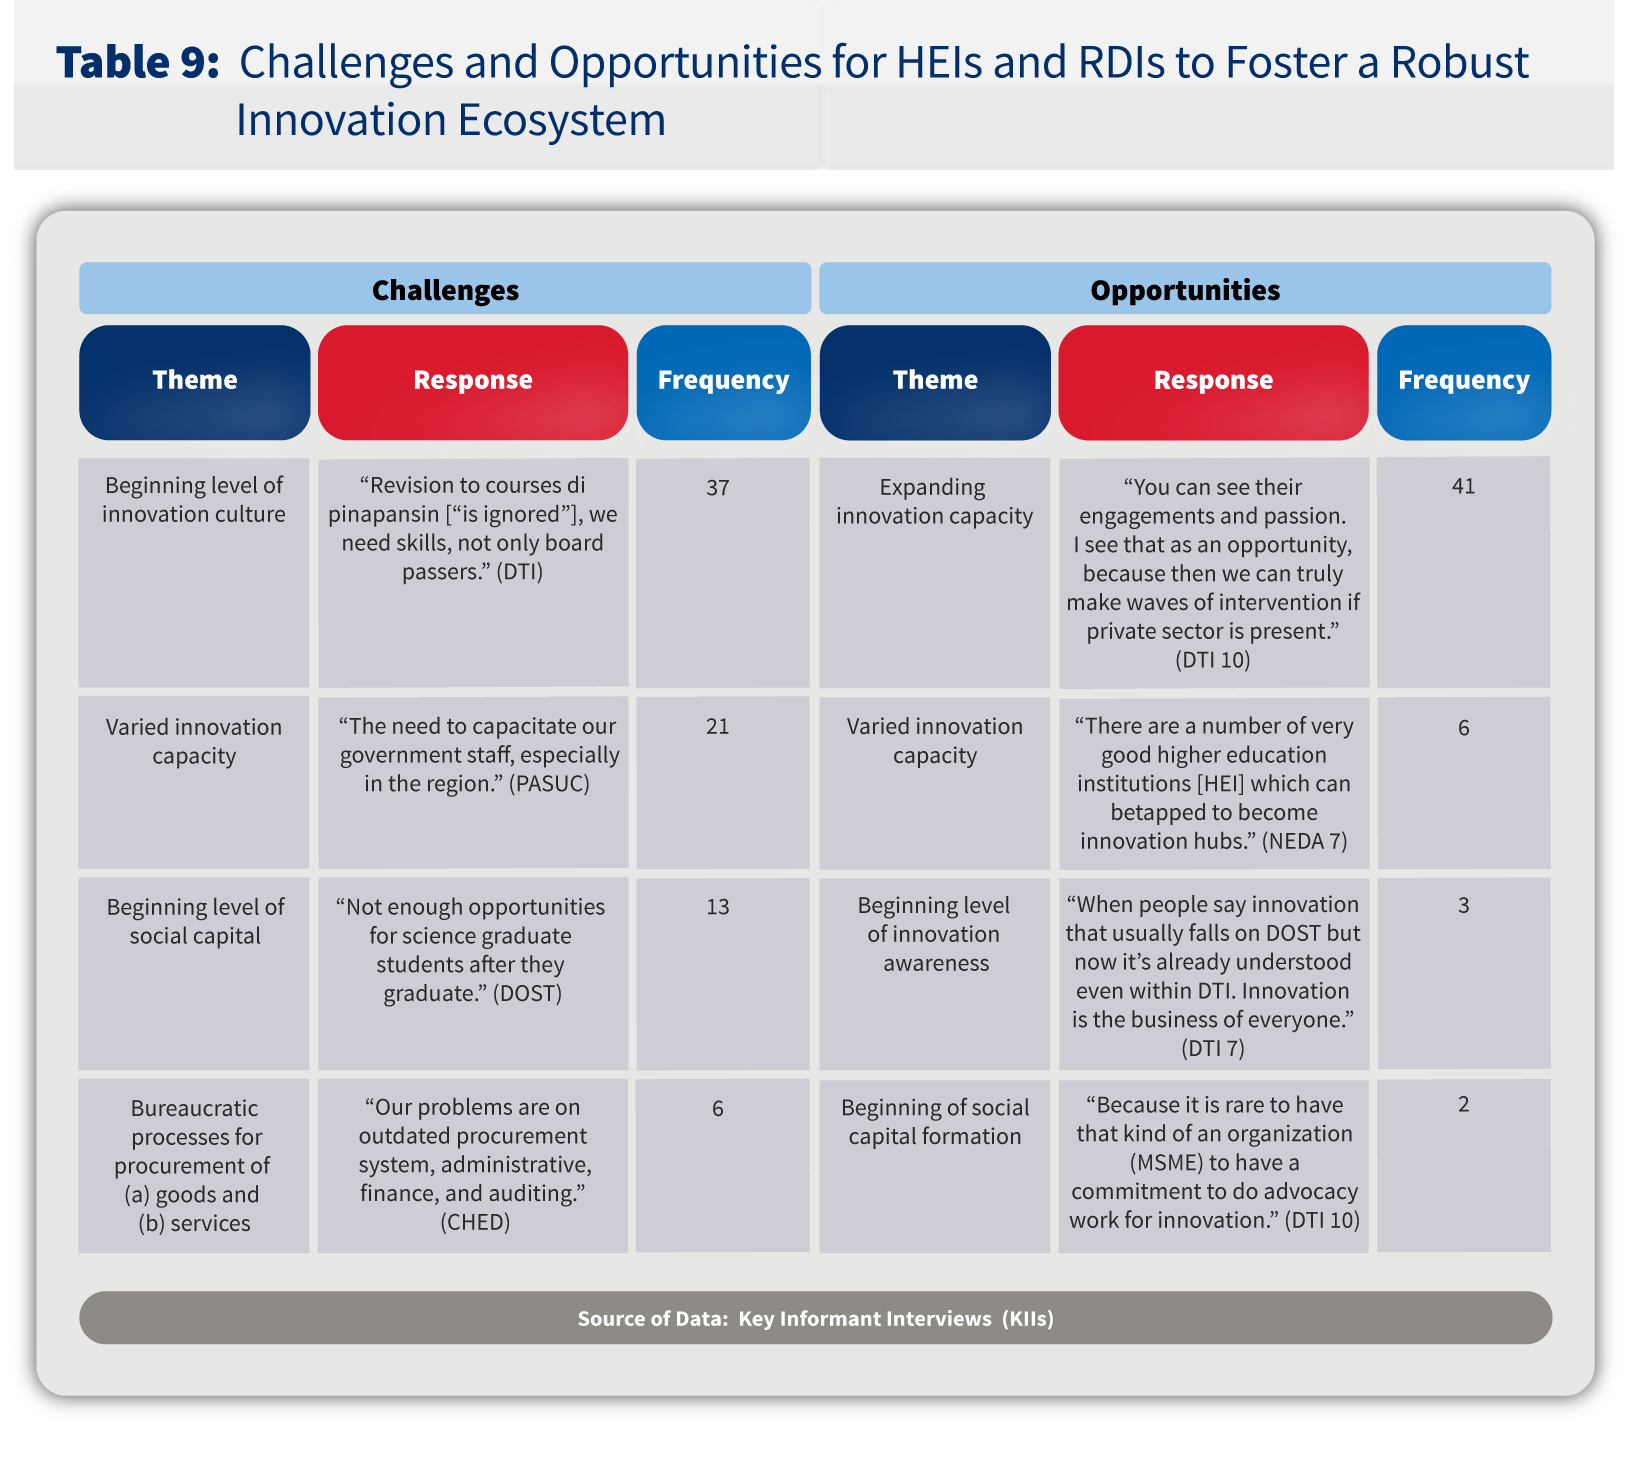 Table 9: Challenges and Opportunities for HEIs and RDIs to Foster a Robust
Innovation Ecosystem
Challenges
Opportunities
Theme
Response
Frequency
Theme
Response
Frequency
Beginning level of
innovation culture
“Revision to courses di
pinapansin [“is ignored”], we
need skills, not only board
passers.” (DTI)
37
Expanding
innovation capacity
“You can see their
engagements and passion.
I see that as an opportunity,
because then we can truly
make waves of intervention if
private sector is present.”
(DTI 10)
41
Varied innovation
capacity
“The need to capacitate our
government staff, especially
in the region.” (PASUC)
21
Varied innovation
capacity
“There are a number of very
good higher education
institutions [HEI] which can
betapped to become
innovation hubs.” (NEDA 7)
6
Beginning level of
social capital
“Not enough opportunities
for science graduate
students after they
graduate.” (DOST)
13
Beginning level
of innovation
awareness
“When people say innovation
that usually falls on DOST but
now it’s already understood
even within DTI. Innovation
is the business of everyone.”
(DTI 7)
3
Bureaucratic
processes for
procurement of
(a) goods and
(b) services
“Our problems are on
outdated procurement
system, administrative,
finance, and auditing.”
(CHED)
6
Beginning of social
capital formation
“Because it is rare to have
that kind of an organization
(MSME) to have a
commitment to do advocacy
work for innovation.” (DTI 10)
2
Source of Data: Key Informant Interviews (KIIs)